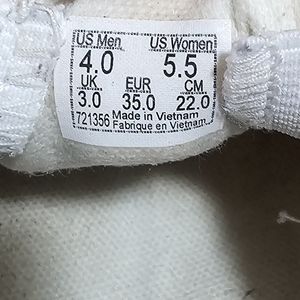 US Men US Women
4.0 5.5
UK EUR CM
3.0 35.0 22.0
721356 Made in Vietnam
Fabrique en Vietnam